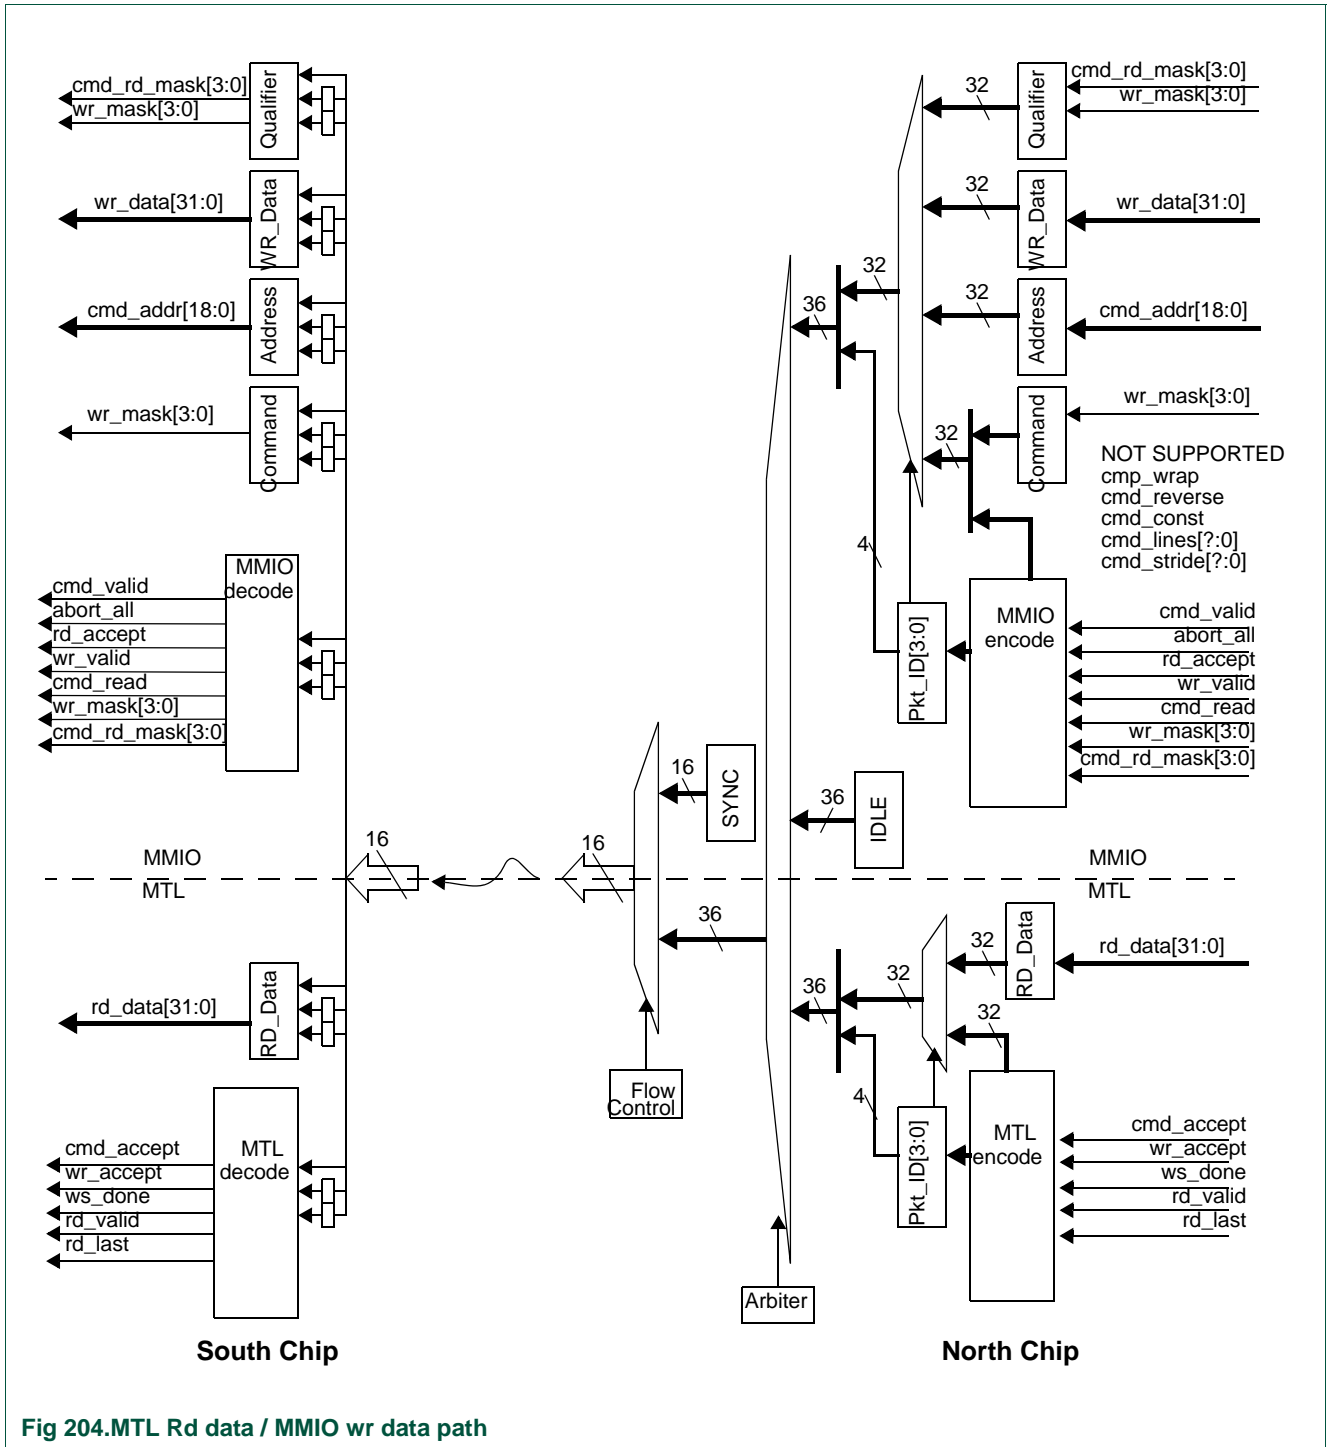 cmd_rd_mask[3:0]
wr_mask[3:0]
Qualifier
wr_data[31:0]
WR_Data
cmd_addr[18:0]
Address
wr_mask[3:0]
Command
MMIO
decode
cmd_valid
abort_all
rd_accept
wr_valid
cmd_read
wr_mask[3:0]
cmd_rd_mask[3:0]
16
MMIO
MTL
rd_data[31:0]
RD_Data
MTL
decode
cmd_accept
wr_accept
ws_done
rd_valid
rd_last
South Chip
16
16
SYNC
36
Flow
Control
Arbiter
36
IDLE
36
32
4
Pkt_ID[3:0]
32
Qualifier
cmd_rd_mask[3:0]
wr_mask[3:0]
32
WR_Data
wr_data[31:0]
32
Address
cmd_addr[18:0]
32
Command
wr_mask[3:0]
NOT SUPPORTED
cmp_wrap
cmd_reverse
cmd_const
cmd_lines[?:0]
cmd_stride[?:0]
MMIO
encode
cmd_valid
abort_all
rd_accept
wr_valid
cmd_read
wr_mask[3:0]
cmd_rd_mask[3:0]
MMIO
MTL
36
32
4
Pkt_ID[3:0]
32
RD_Data
rd_data[31:0]
32
MTL
encode
cmd_accept
wr_accept
ws_done
rd_valid
rd_last
North Chip
Fig 204.MTL Rd data / MMIO wr data path